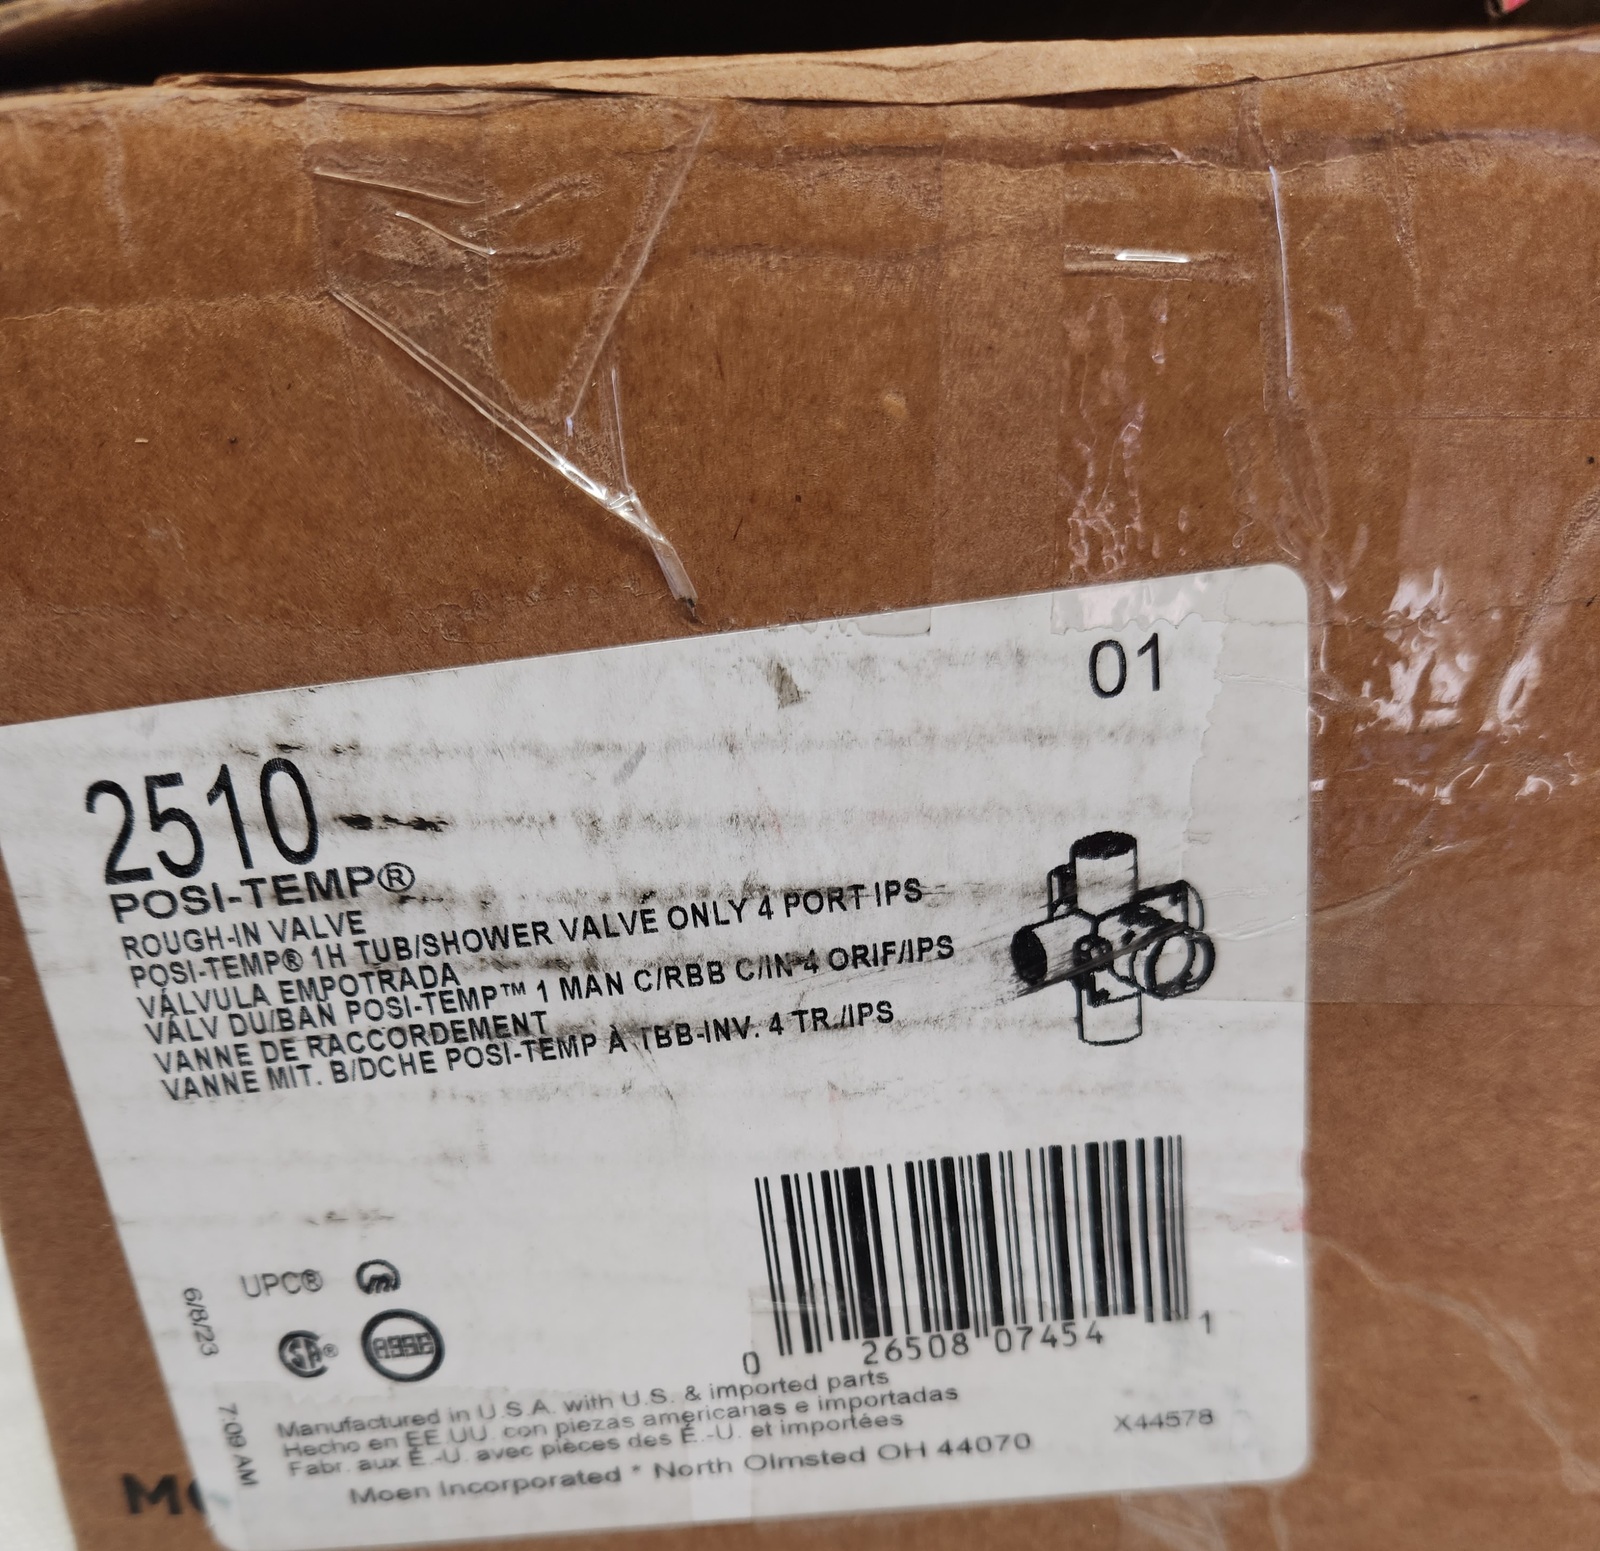 01
2510
POSI-TEMP®
ROUGH-IN VALVE
POSI-TEMP® 1H TUB/SHOWER VALVE ONLY 4 PORT IPS
VÁLVULA EMPOTRADA
VÁLV DU/BAN POSI-TEMP™ 1 MAN C/RBB C/IN 4 ORIF/IPS
VANNE DE RACCORDEMENT
VANNE MIT. B/DCHE POSI-TEMP À TBB-INV. 4 TR./IPS
UPC®
6/8/23
7:09 AM
0 26508 07454 1
Manufactured in U.S.A. with U.S. & imported parts
Hecho en EE.UU. con piezas americanas e importadas
Fabr. aux É.-U. avec pièces des É.-U. et importées
X44578
Moen Incorporated * North Olmsted OH 44070